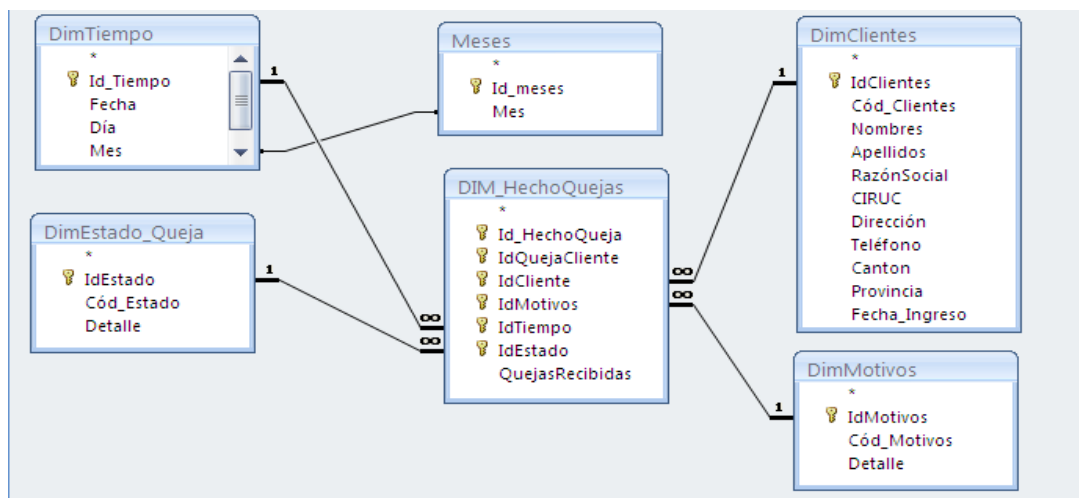 DimTiempo
*
Id_Tiempo
Fecha
Día
Mes
1
Meses
*
Id_meses
Mes
DimClientes
*
IdClientes
Cód_Clientes
Nombres
Apellidos
RazónSocial
CIRUC
Dirección
Teléfono
Canton
Provincia
Fecha_Ingreso
1
DimEstado_Queja
*
IdEstado
Cód_Estado
Detalle
1
DIM_HechoQuejas
*
Id_HechoQueja
IdQuejaCliente
IdCliente
IdMotivos
IdTiempo
IdEstado
QuejasRecibidas
∞
∞
∞
∞
DimMotivos
*
IdMotivos
Cód_Motivos
Detalle
1